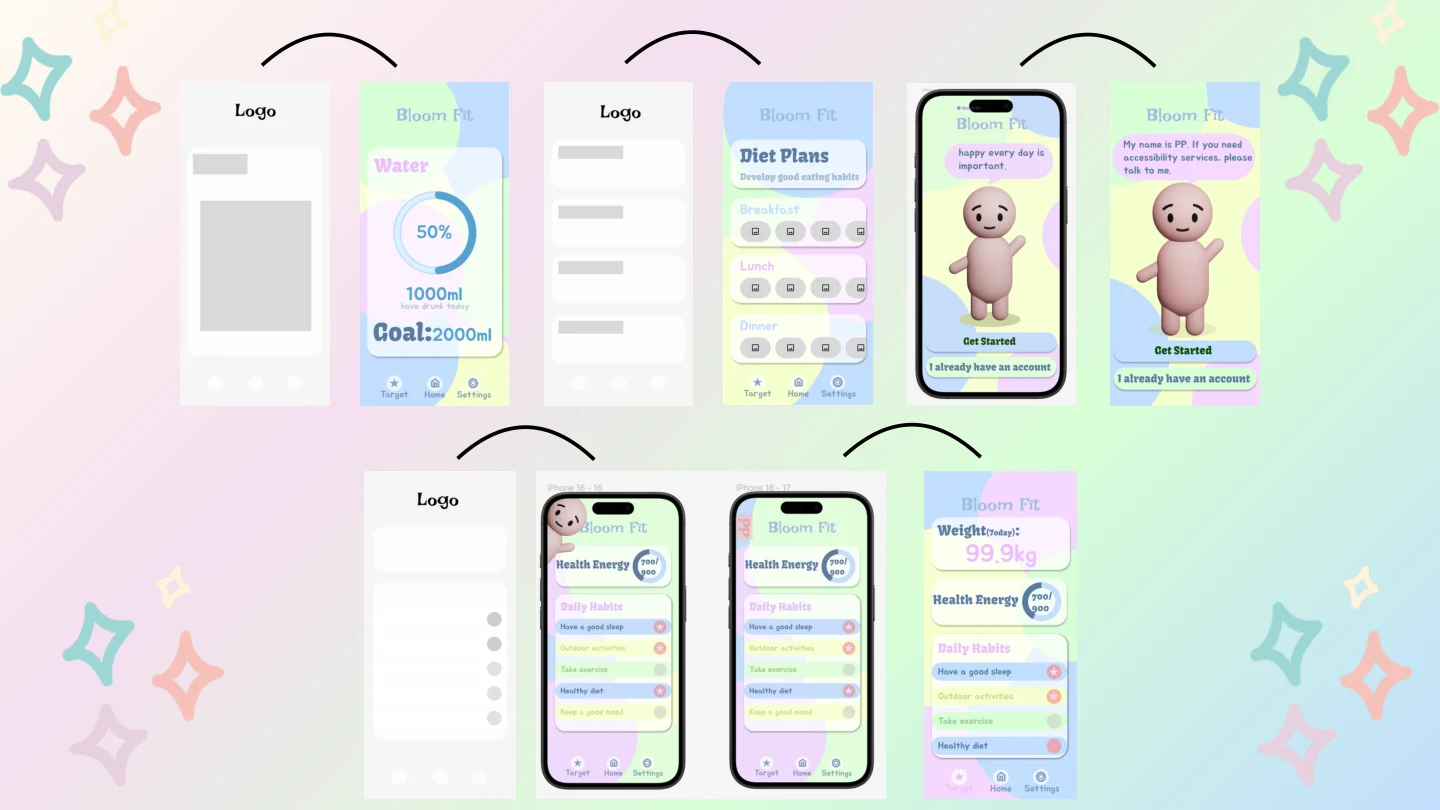 Logo
Bloom Fit
Water
50%
1000ml
have drunk today
Goal:2000ml
Target
Home
Settings
Logo
Bloom Fit
Diet Plans
Develop good eating habits
Breakfast
Lunch
Dinner
Target
Home
Settings
Bloom Fit
happy every day is
important.
Get Started
I already have an account
Bloom Fit
My name is PP. If you need
accessibility services, please
talk to me.
Get Started
I already have an account
Logo
iPhone 16 - 16
Bloom Fit
Health Energy
700/
900
Daily Habits
Have a good sleep
Outdoor activities
Take exercise
Healthy diet
Keep a good mood
Target
Home
Settings
iPhone 16 - 17
Bloom Fit
Health Energy
700/
900
Daily Habits
Have a good sleep
Outdoor activities
Take exercise
Healthy diet
Keep a good mood
Target
Home
Settings
Bloom Fit
Weight(Today):
99.9kg
Health Energy
700/
900
Daily Habits
Have a good sleep
Outdoor activities
Take exercise
Healthy diet
Target
Home
Settings